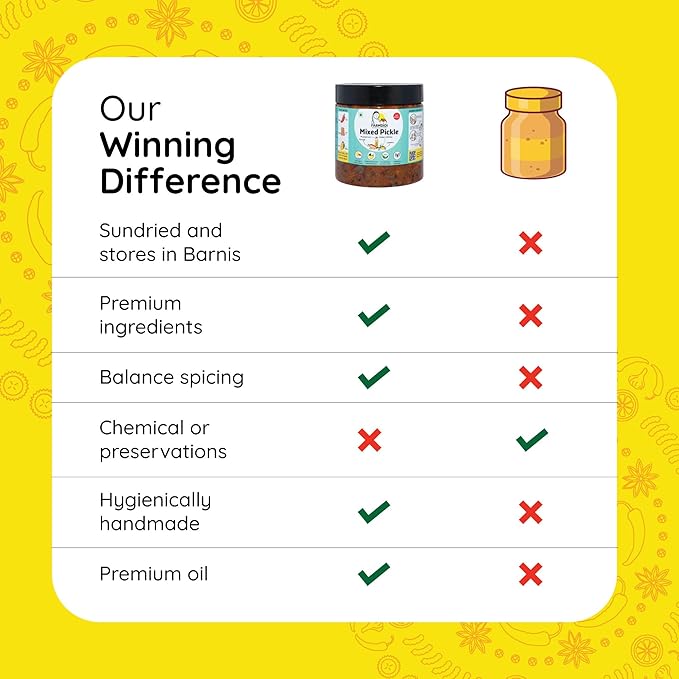 Our
Winning
Difference
FARMDIDI
Mixed Pickle
Sundried and
stores in Barnis
Premium
ingredients
Balance spicing
Chemical or
preservations
Hygienically
handmade
Premium oil